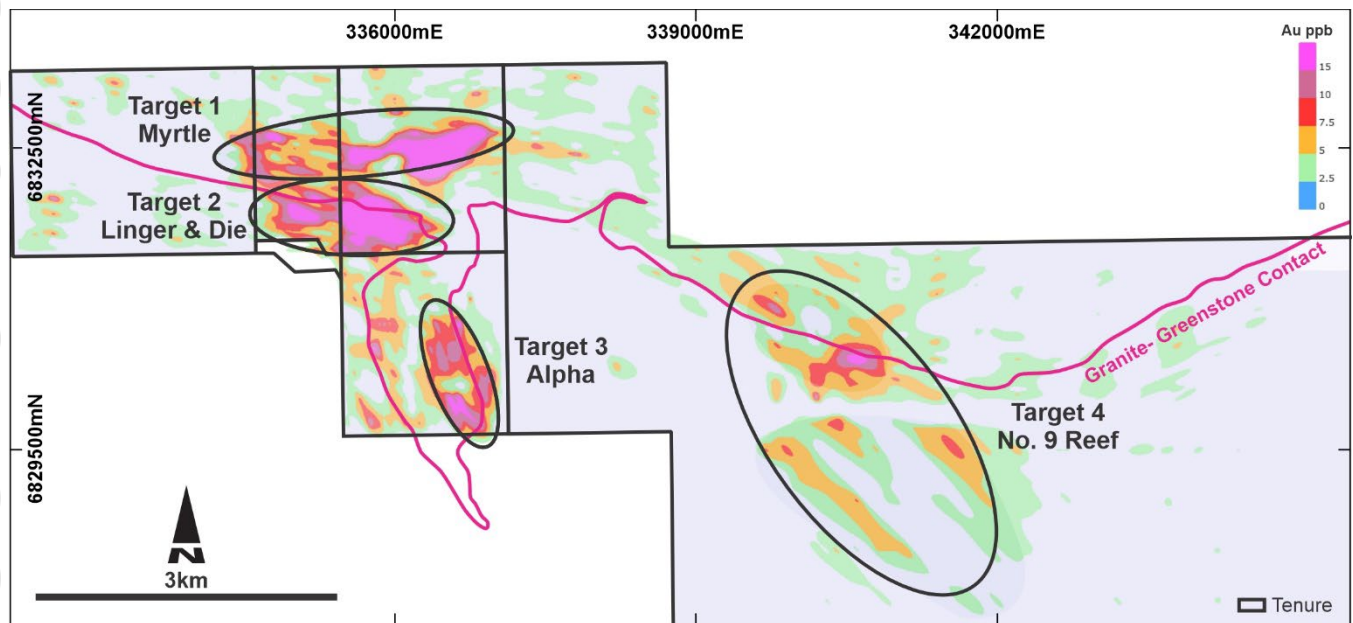 336000mE
339000mE
342000mE
Au ppb
15
10
7.5
5
2.5
0
6832500mN
6829500mN
Target 1
Myrtle
Target 2
Linger & Die
Target 3
Alpha
Target 4
No. 9 Reef
Granite- Greenstone Contact
N
3km
Tenure